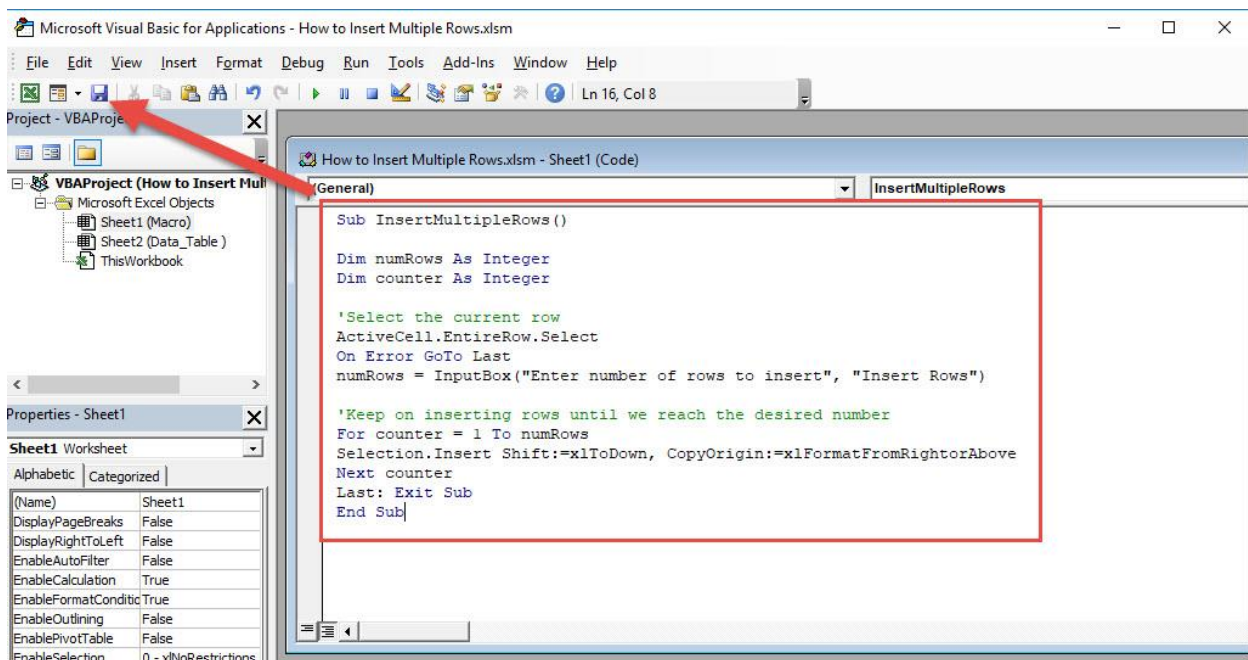 Microsoft Visual Basic for Applications - How to Insert Multiple Rows.xlsm
File Edit View Insert Format Debug Run Tools Add-Ins Window Help
Ln 16, Col 8
Project - VBAProje
VBAProject (How to Insert Mul
Microsoft Excel Objects
Sheet1 (Macro)
Sheet2 (Data_Table )
ThisWorkbook
Properties - Sheet1
Sheet1 Worksheet
Alphabetic Categorized
(Name) Sheet1
DisplayPageBreaks False
DisplayRightToLeft False
EnableAutoFilter False
EnableCalculation True
EnableFormatConditic True
EnableOutlining False
EnablePivotTable False
EnableSelection 0 - xlNoRestrictions
How to Insert Multiple Rows.xlsm - Sheet1 (Code)
(General) InsertMultipleRows
Sub InsertMultipleRows()
Dim numRows As Integer
Dim counter As Integer
'Select the current row
ActiveCell.EntireRow.Select
On Error GoTo Last
numRows = InputBox("Enter number of rows to insert", "Insert Rows")
'Keep on inserting rows until we reach the desired number
For counter = 1 To numRows
Selection.Insert Shift:=xlToDown, CopyOrigin:=xlFormatFromRightorAbove
Next counter
Last: Exit Sub
End Sub